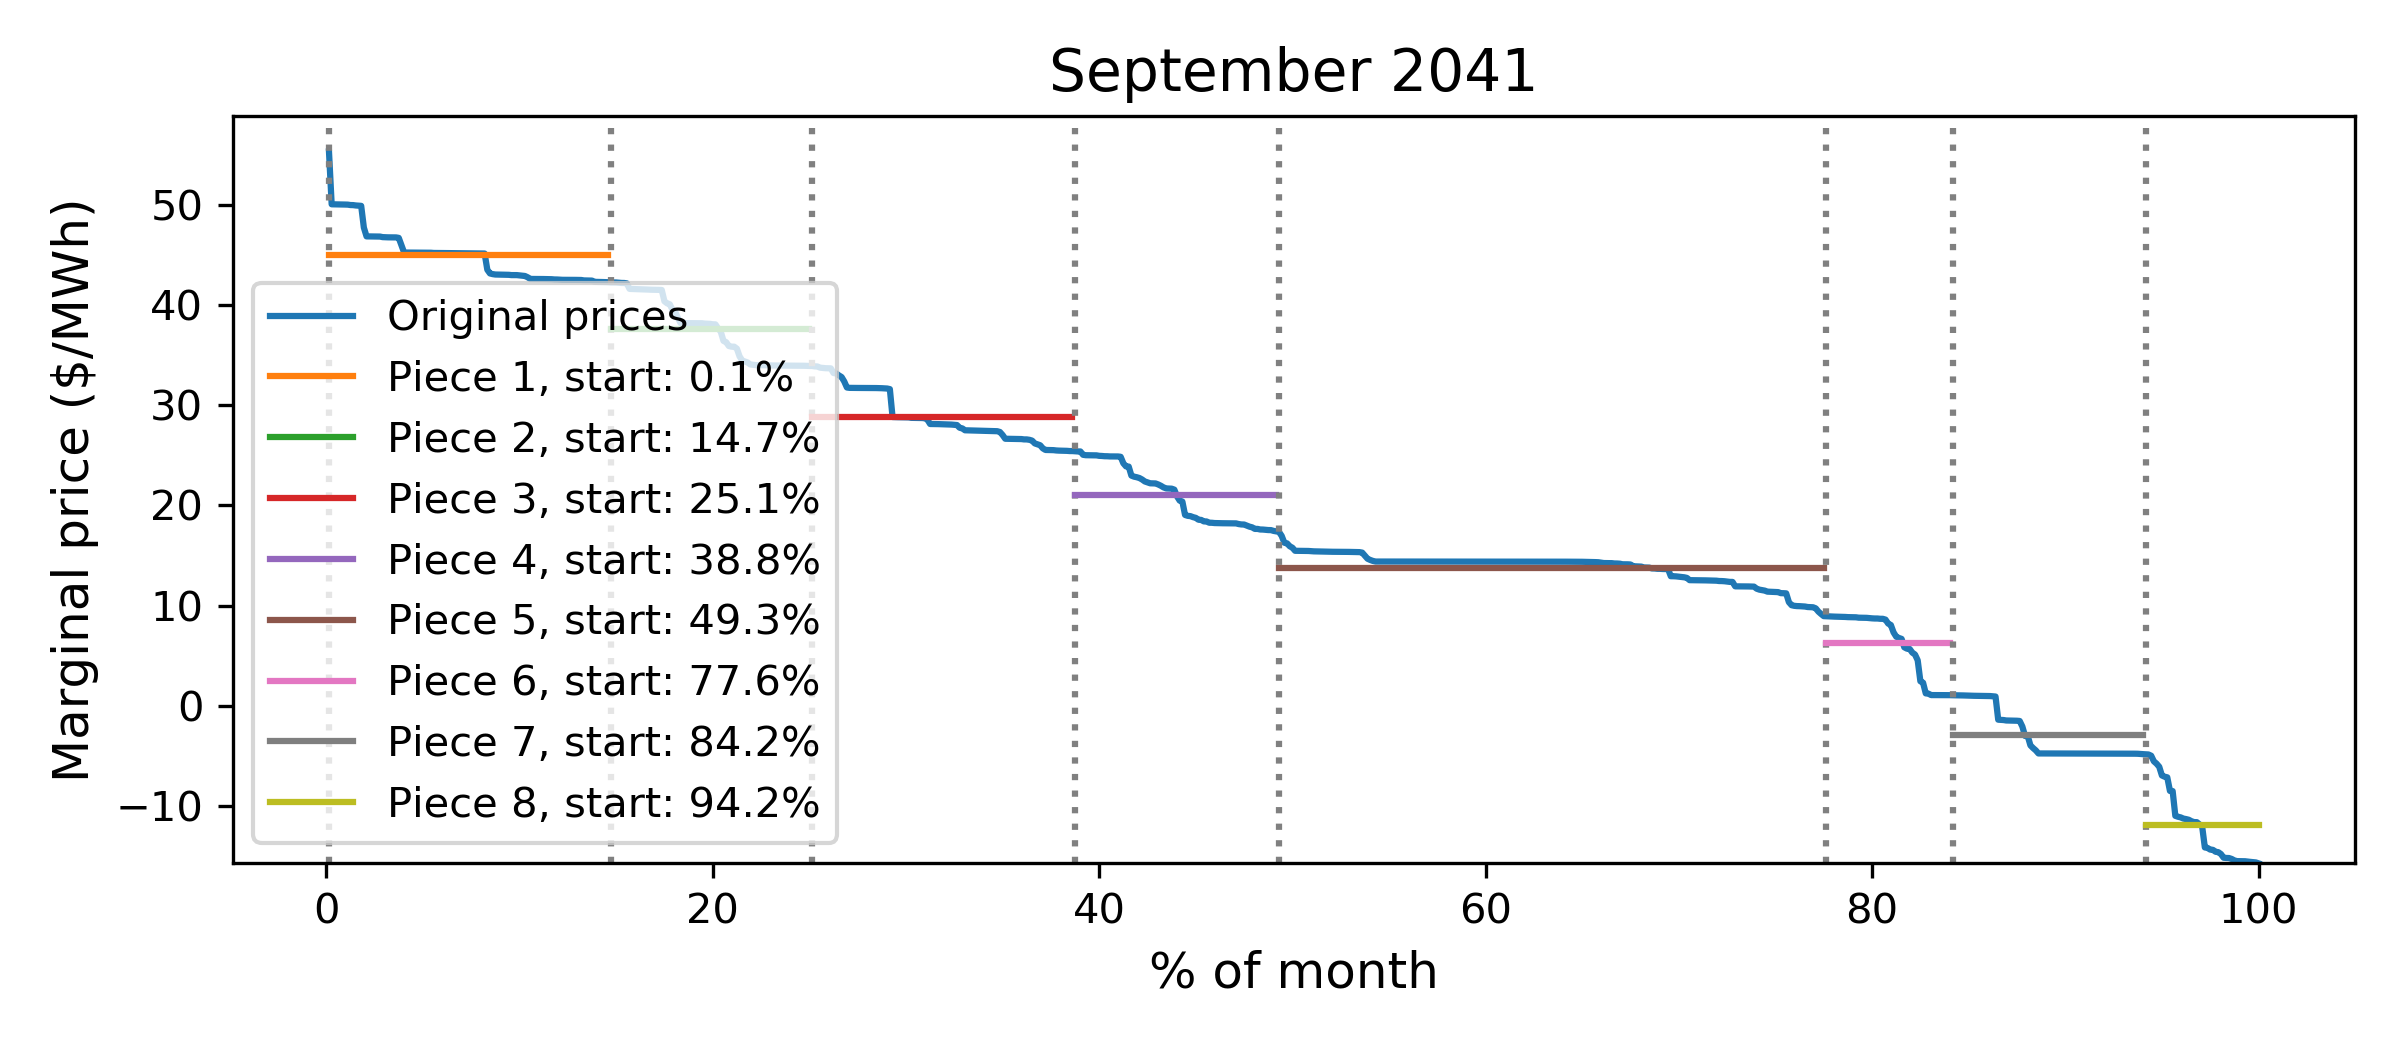 September 2041
Marginal price ($/MWh)
50
40
30
20
10
0
−10
Original prices
Piece 1, start: 0.1%
Piece 2, start: 14.7%
Piece 3, start: 25.1%
Piece 4, start: 38.8%
Piece 5, start: 49.3%
Piece 6, start: 77.6%
Piece 7, start: 84.2%
Piece 8, start: 94.2%
0 20 40 60 80 100
% of month